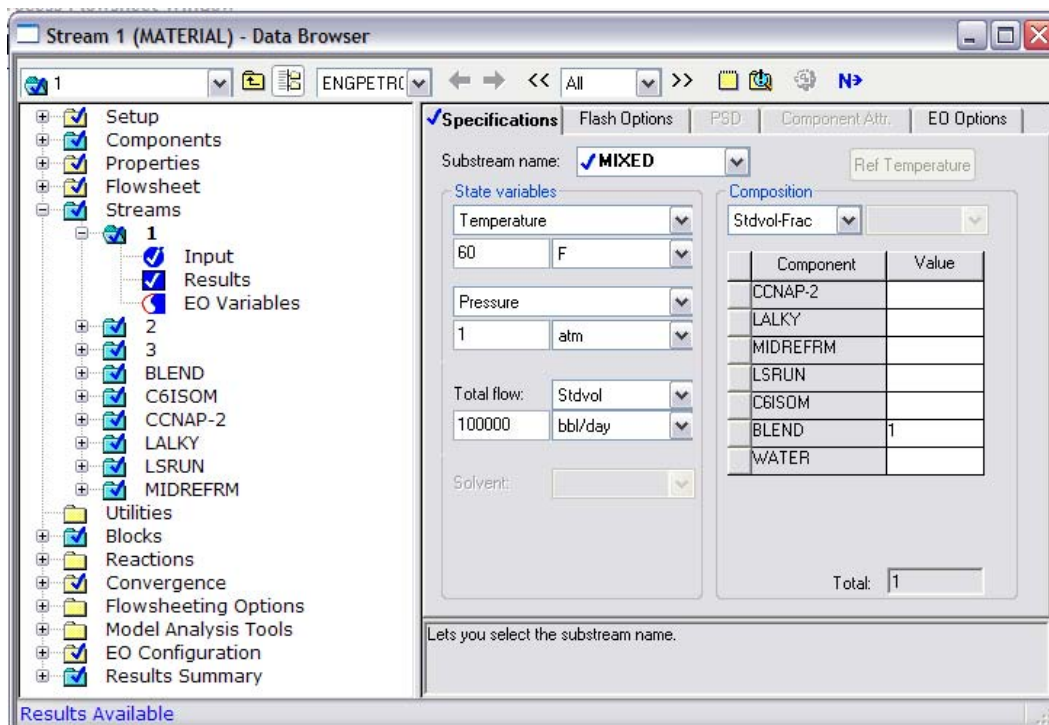 Stream 1 (MATERIAL) - Data Browser
1 ENGPETRO << All >> N>
Setup
Components
Properties
Flowsheet
Streams
1
Input
Results
EO Variables
2
3
BLEND
C6ISOM
CCNAP-2
LALKY
LSRUN
MIDREFRM
Utilities
Blocks
Reactions
Convergence
Flowsheeting Options
Model Analysis Tools
EO Configuration
Results Summary
Specifications Flash Options PSD Component Attr. EO Options
Substream name: MIXED Ref Temperature
State variables
Temperature
60 F
Pressure
1 atm
Total flow: Stdvol
100000 bbl/day
Solvent:
Composition
Stdvol-Frac
Component Value
CCNAP-2
LALKY
MIDREFRM
LSRUN
C6ISOM
BLEND 1
WATER
Total: 1
Lets you select the substream name.
Results Available